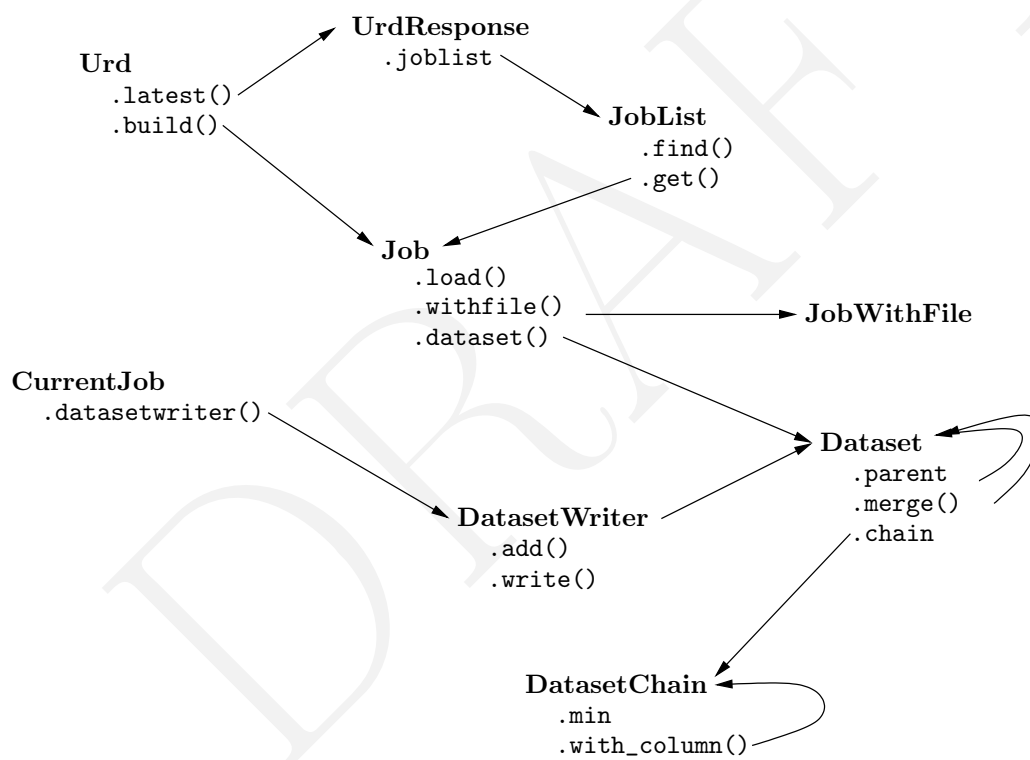 UrdResponse
.joblist
Urd
.latest()
.build()
JobList
.find()
.get()
Job
.load()
.withfile()
.dataset()
JobWithFile
CurrentJob
.datasetwriter()
Dataset
.parent
.merge()
.chain
DatasetWriter
.add()
.write()
DatasetChain
.min
.with_column()
DRAF